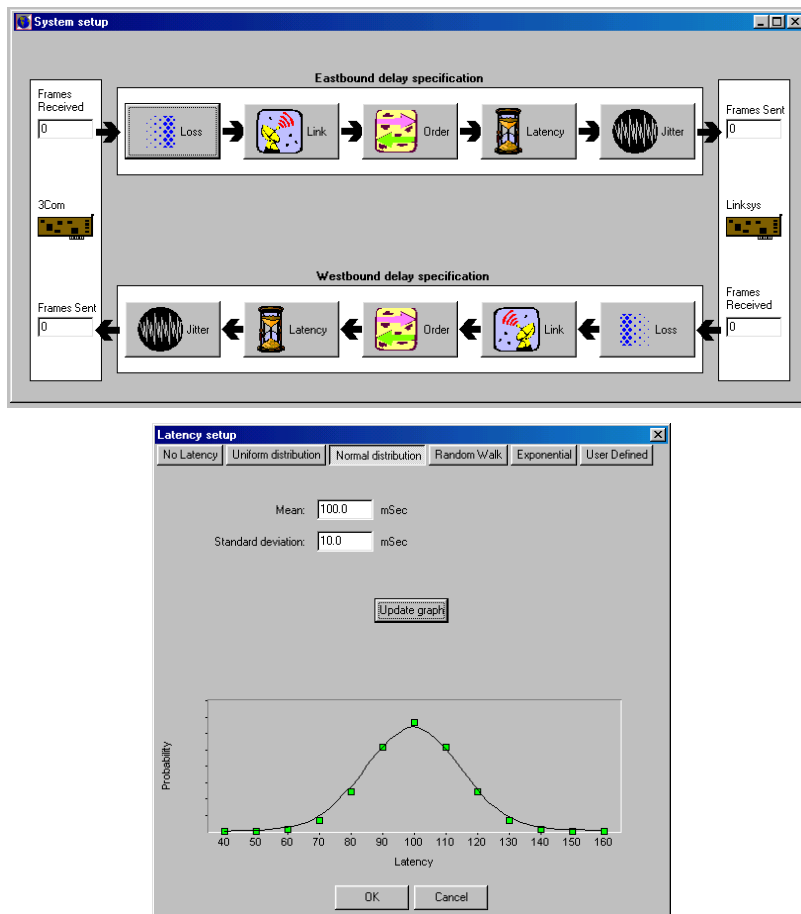 System setup
Eastbound delay specification
Frames
Received
0
Loss
Link
Order
Latency
Jitter
Frames Sent
0
3Com
Linksys
Westbound delay specification
Frames Sent
0
Jitter
Latency
Order
Link
Loss
Frames
Received
0
Latency setup
No Latency Uniform distribution Normal distribution Random Walk Exponential User Defined
Mean: 100.0 mSec
Standard deviation: 10.0 mSec
Update graph
Probability
40 50 60 70 80 90 100 110 120 130 140 150 160
Latency
OK Cancel